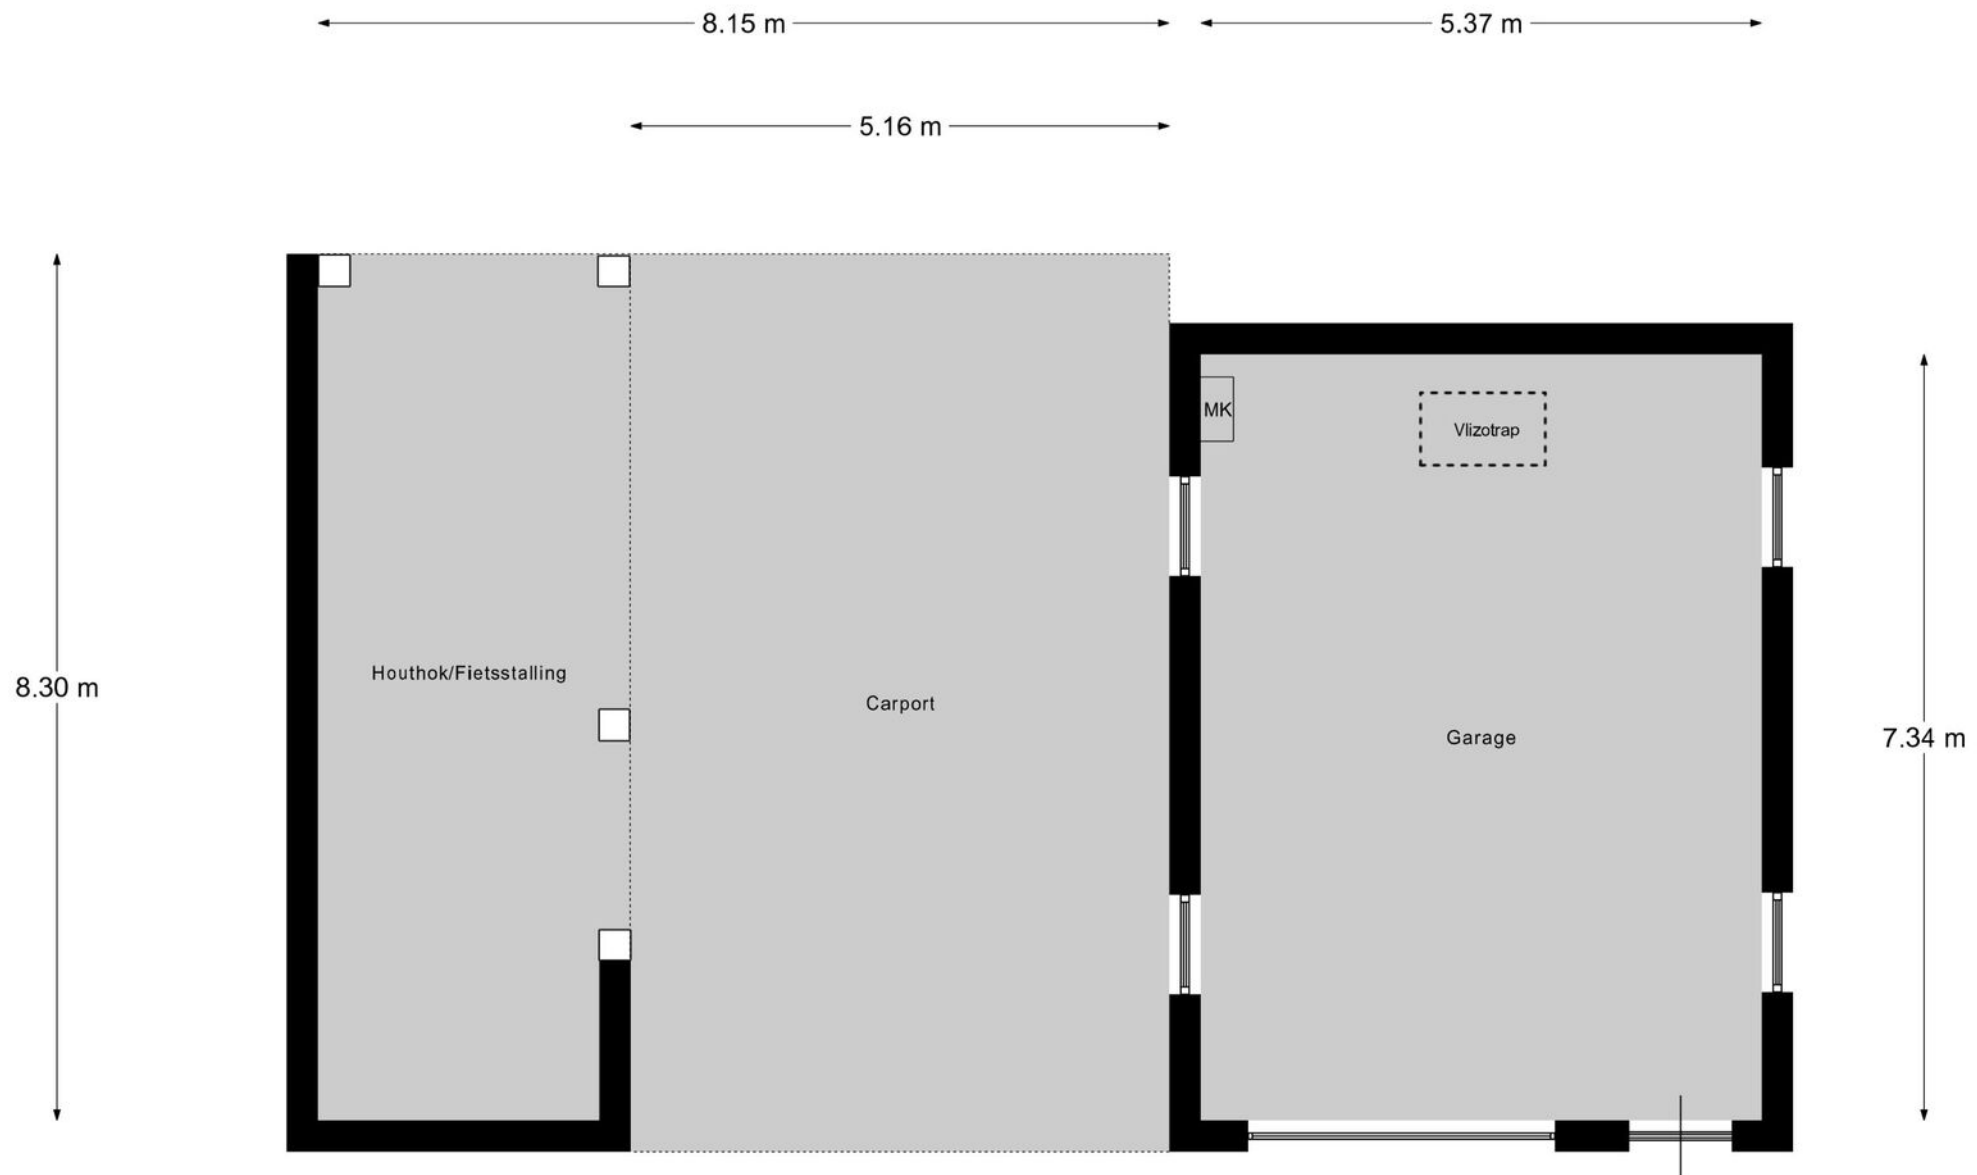 8.15 m
5.37 m
5.16 m
MK
Vlizotrap
Houthok/Fietsstalling
8.30 m
Carport
Garage
7.34 m